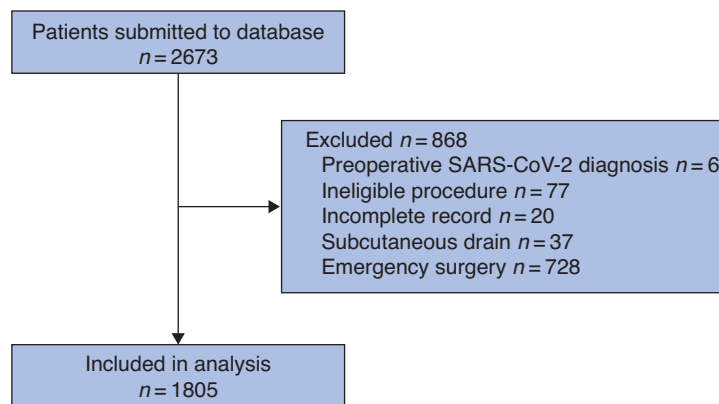 Patients submitted to database
n = 2673
Excluded n = 868
Preoperative SARS-CoV-2 diagnosis n = 6
Ineligible procedure n = 77
Incomplete record n = 20
Subcutaneous drain n = 37
Emergency surgery n = 728
Included in analysis
n = 1805